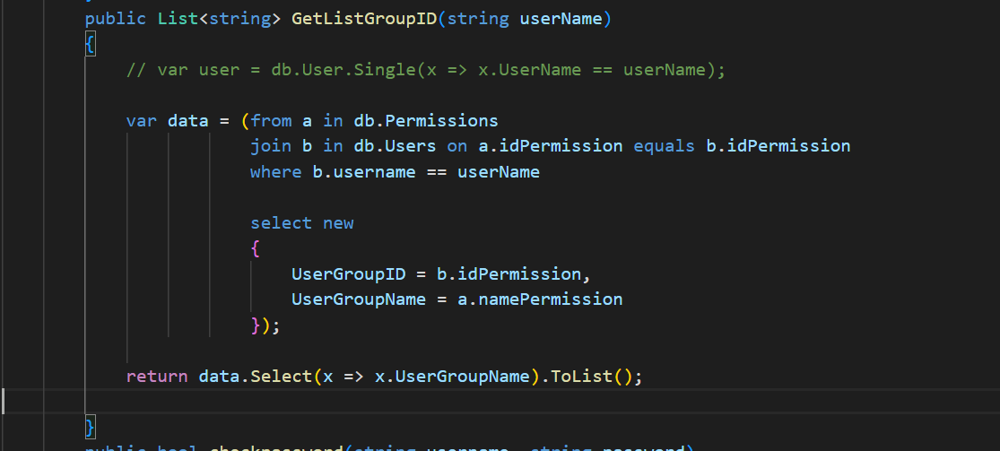 public List<string> GetListGroupID(string userName)
{
// var user = db.User.Single(x => x.UserName == userName);
var data = (from a in db.Permissions
join b in db.Users on a.idPermission equals b.idPermission
where b.username == userName
select new
{
UserGroupID = b.idPermission,
UserGroupName = a.namePermission
});
return data.Select(x => x.UserGroupName).ToList();
}
public bool checkpassword(string username, string password)